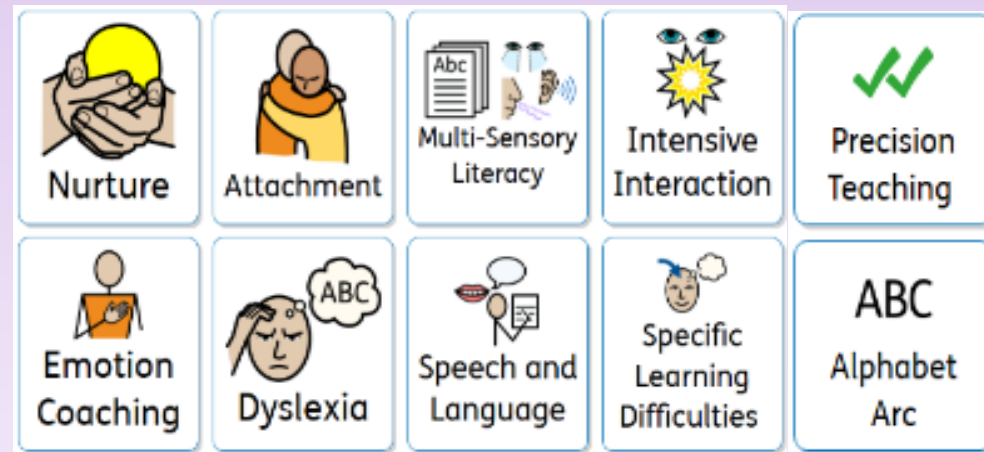 Nurture
Attachment
Abc
Multi-Sensory
Literacy
Intensive
Interaction
Precision
Teaching
Emotion
Coaching
ABC
Dyslexia
Speech and
Language
Specific
Learning
Difficulties
ABC
Alphabet
Arc